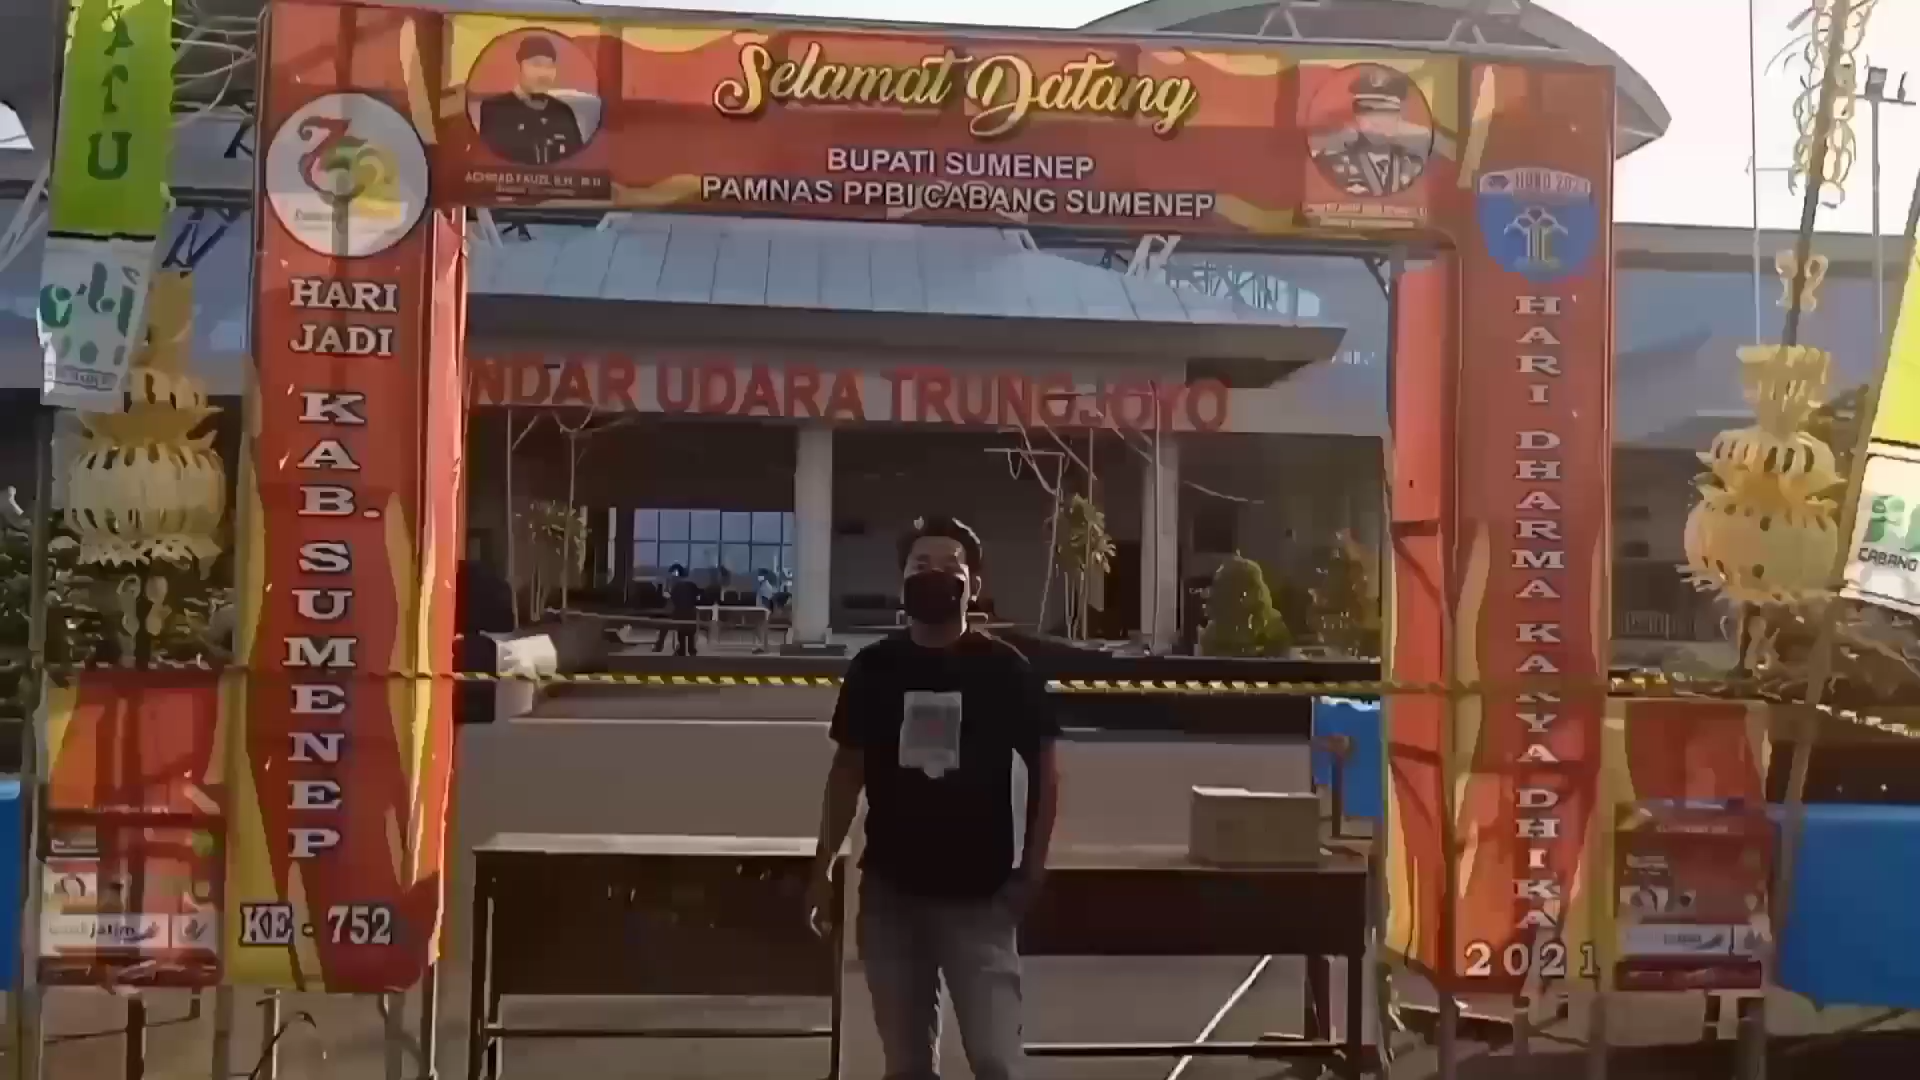 Selamat Datang
BUPATI SUMENEP
PAMNAS PPBI CABANG SUMENEP
752
HARI
JADI
KAB. SUMENEP
KE - 752
NDAR UDARA TRUNOJOYO
HARI DHARMA KARYA DHIKA
2021
CABANG